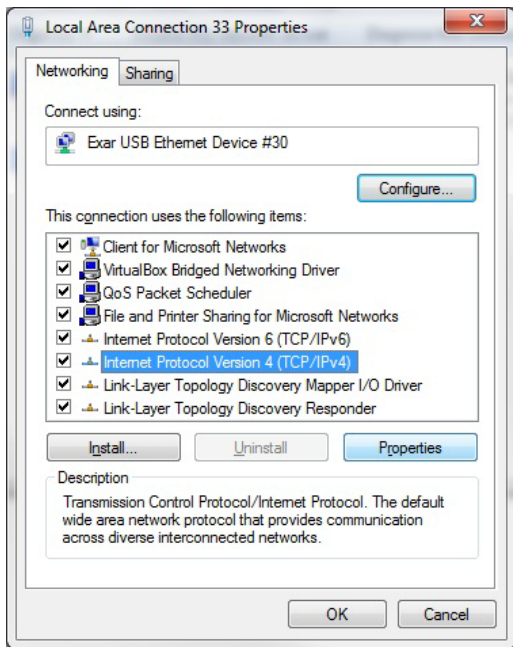 Local Area Connection 33 Properties
Networking
Sharing
Connect using:
Exar USB Ethernet Device #30
Configure...
This connection uses the following items:
Client for Microsoft Networks
VirtualBox Bridged Networking Driver
QoS Packet Scheduler
File and Printer Sharing for Microsoft Networks
Internet Protocol Version 6 (TCP/IPv6)
Internet Protocol Version 4 (TCP/IPv4)
Link-Layer Topology Discovery Mapper I/O Driver
Link-Layer Topology Discovery Responder
Install...
Uninstall
Properties
Description
Transmission Control Protocol/Internet Protocol. The default
wide area network protocol that provides communication
across diverse interconnected networks.
OK
Cancel